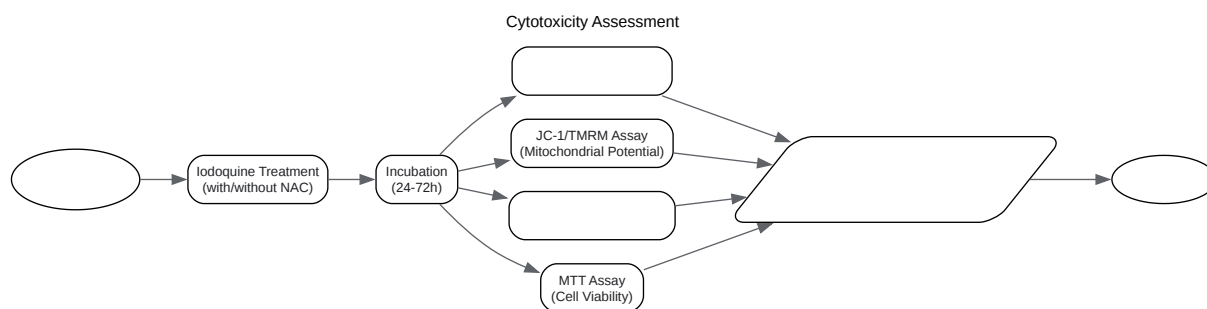 Cytotoxicity Assessment
Iodoquine Treatment
(with/without NAC)
Incubation
(24-72h)
JC-1/TMRM Assay
(Mitochondrial Potential)
MTT Assay
(Cell Viability)